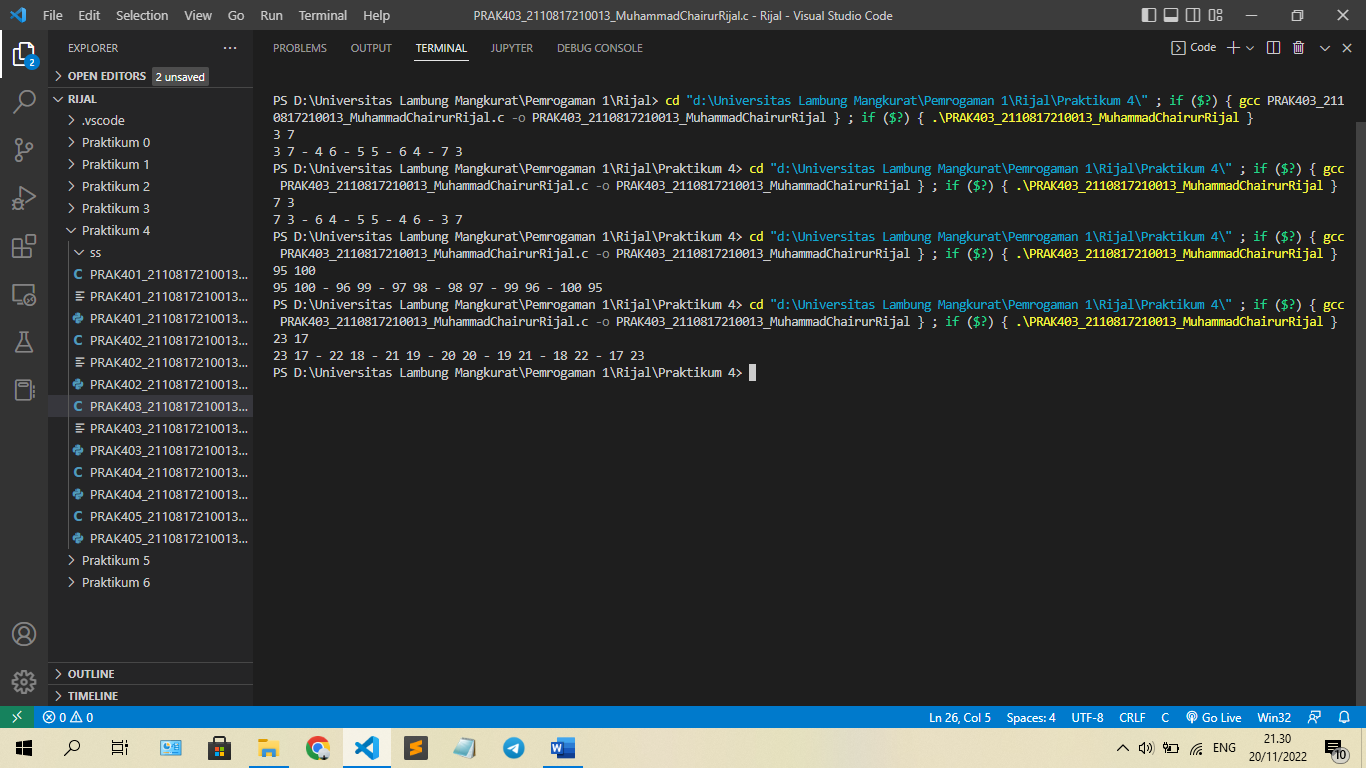 File Edit Selection View Go Run Terminal Help PRAK403_2110817210013_MuhammadChairurRijal.c - Rijal - Visual Studio Code
EXPLORER
OPEN EDITORS 2 unsaved
RIJAL
.vscode
Praktikum 0
Praktikum 1
Praktikum 2
Praktikum 3
Praktikum 4
ss
C PRAK401_2110817210013...
PRAK401_2110817210013...
PRAK401_2110817210013...
C PRAK402_2110817210013...
PRAK402_2110817210013...
PRAK402_2110817210013...
C PRAK403_2110817210013...
PRAK403_2110817210013...
PRAK403_2110817210013...
C PRAK404_2110817210013...
PRAK404_2110817210013...
C PRAK405_2110817210013...
PRAK405_2110817210013...
Praktikum 5
Praktikum 6
OUTLINE
TIMELINE
2
PROBLEMS OUTPUT TERMINAL JUPYTER DEBUG CONSOLE Code
PS D:\Universitas Lambung Mangkurat\Pemrogaman 1\Rijal> cd "d:\Universitas Lambung Mangkurat\Pemrogaman 1\Rijal\Praktikum 4\" ; if ($?) { gcc PRAK403_211
0817210013_MuhammadChairurRijal.c -o PRAK403_2110817210013_MuhammadChairurRijal } ; if ($?) { .\PRAK403_2110817210013_MuhammadChairurRijal }
3 7
3 7 - 4 6 - 5 5 - 6 4 - 7 3
PS D:\Universitas Lambung Mangkurat\Pemrogaman 1\Rijal\Praktikum 4> cd "d:\Universitas Lambung Mangkurat\Pemrogaman 1\Rijal\Praktikum 4\" ; if ($?) { gcc
PRAK403_2110817210013_MuhammadChairurRijal.c -o PRAK403_2110817210013_MuhammadChairurRijal } ; if ($?) { .\PRAK403_2110817210013_MuhammadChairurRijal }
7 3
7 3 - 6 4 - 5 5 - 4 6 - 3 7
PS D:\Universitas Lambung Mangkurat\Pemrogaman 1\Rijal\Praktikum 4> cd "d:\Universitas Lambung Mangkurat\Pemrogaman 1\Rijal\Praktikum 4\" ; if ($?) { gcc
PRAK403_2110817210013_MuhammadChairurRijal.c -o PRAK403_2110817210013_MuhammadChairurRijal } ; if ($?) { .\PRAK403_2110817210013_MuhammadChairurRijal }
95 100
95 100 - 96 99 - 97 98 - 98 97 - 99 96 - 100 95
PS D:\Universitas Lambung Mangkurat\Pemrogaman 1\Rijal\Praktikum 4> cd "d:\Universitas Lambung Mangkurat\Pemrogaman 1\Rijal\Praktikum 4\" ; if ($?) { gcc
PRAK403_2110817210013_MuhammadChairurRijal.c -o PRAK403_2110817210013_MuhammadChairurRijal } ; if ($?) { .\PRAK403_2110817210013_MuhammadChairurRijal }
23 17
23 17 - 22 18 - 21 19 - 20 20 - 19 21 - 18 22 - 17 23
PS D:\Universitas Lambung Mangkurat\Pemrogaman 1\Rijal\Praktikum 4>
0 0 Ln 26, Col 5 Spaces: 4 UTF-8 CRLF C Go Live Win32
ENG 21.30
20/11/2022 10